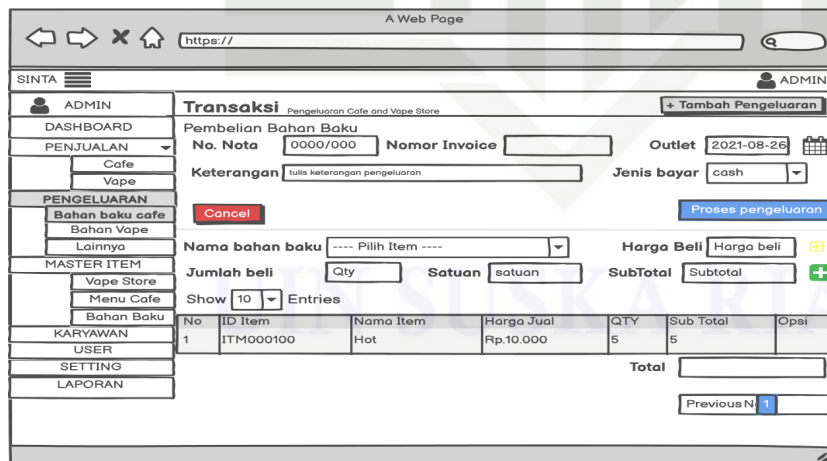 A Web Page
https://
SINTA
ADMIN
ADMIN
DASHBOARD
PENJUALAN
Cafe
Vape
PENGELUARAN
Bahan baku cafe
Bahan Vape
Lainnya
MASTER ITEM
Vape Store
Menu Cafe
Bahan Baku
KARYAWAN
USER
SETTING
LAPORAN
Transaksi Pengeluaran Cafe and Vape Store + Tambah Pengeluaran
Pembelian Bahan Baku
No. Nota 0000/000 Nomor Invoice Outlet 2021-08-26
Keterangan tulis keterangan pengeluaran Jenis bayar cash
Cancel Proses pengeluaran
Nama bahan baku ---- Pilih Item ---- Harga Beli Harga beli
Jumlah beli Qty Satuan satuan SubTotal Subtotal
Show 10 Entries
No ID Item Nama Item Harga Jual QTY Sub Total Opsi
1 ITM000100 Hot Rp.10.000 5 5
Total
Previous 1
UIN SUSKA RIA